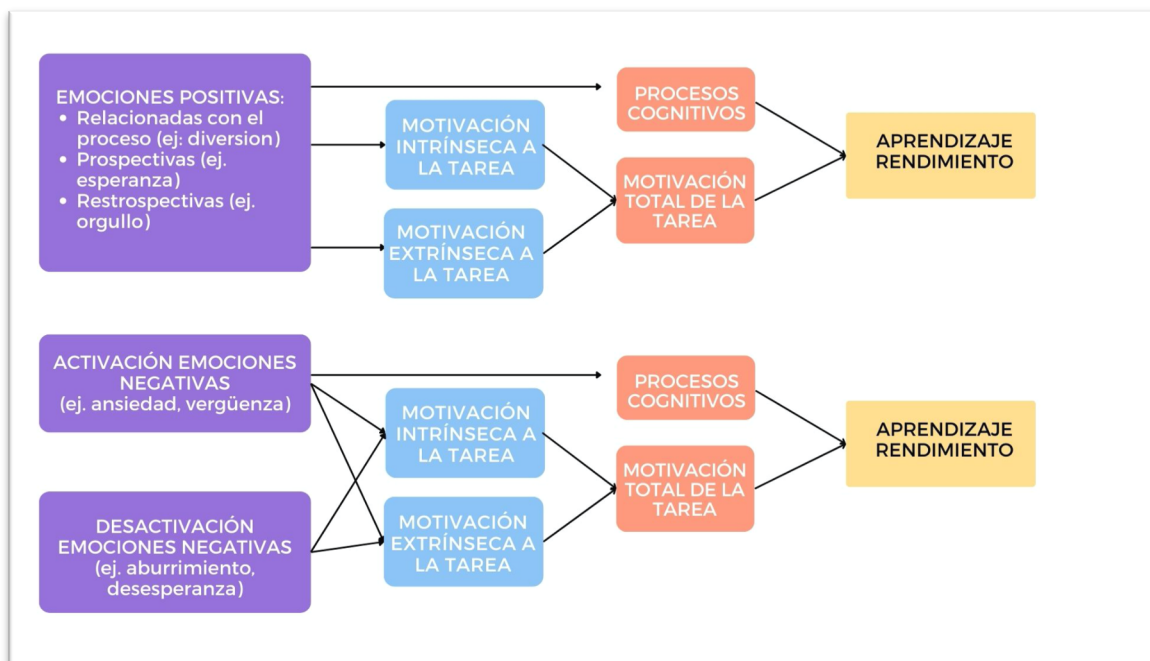 EMOCIONES POSITIVAS:
• Relacionadas con el
proceso (ej: diversion)
• Prospectivas (ej.
esperanza)
• Restrospectivas (ej.
orgullo)
MOTIVACIÓN
INTRÍNSECA A
LA TAREA
MOTIVACIÓN
EXTRÍNSECA A
LA TAREA
PROCESOS
COGNITIVOS
MOTIVACIÓN
TOTAL DE LA
TAREA
APRENDIZAJE
RENDIMIENTO
ACTIVACIÓN EMOCIONES
NEGATIVAS
(ej. ansiedad, vergüenza)
DESACTIVACIÓN
EMOCIONES NEGATIVAS
(ej. aburrimiento,
desesperanza)
MOTIVACIÓN
INTRÍNSECA A
LA TAREA
MOTIVACIÓN
EXTRÍNSECA A
LA TAREA
PROCESOS
COGNITIVOS
MOTIVACIÓN
TOTAL DE LA
TAREA
APRENDIZAJE
RENDIMIENTO